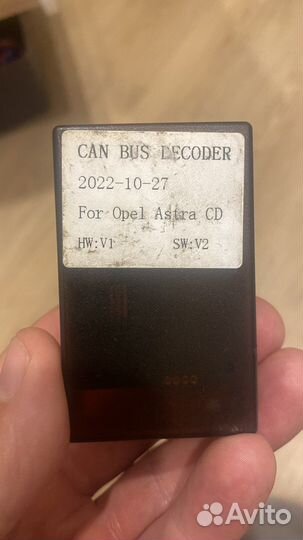 CAN BUS DECODER
2022-10-27
For Opel Astra CD
HW:V1 SW:V2
Avito